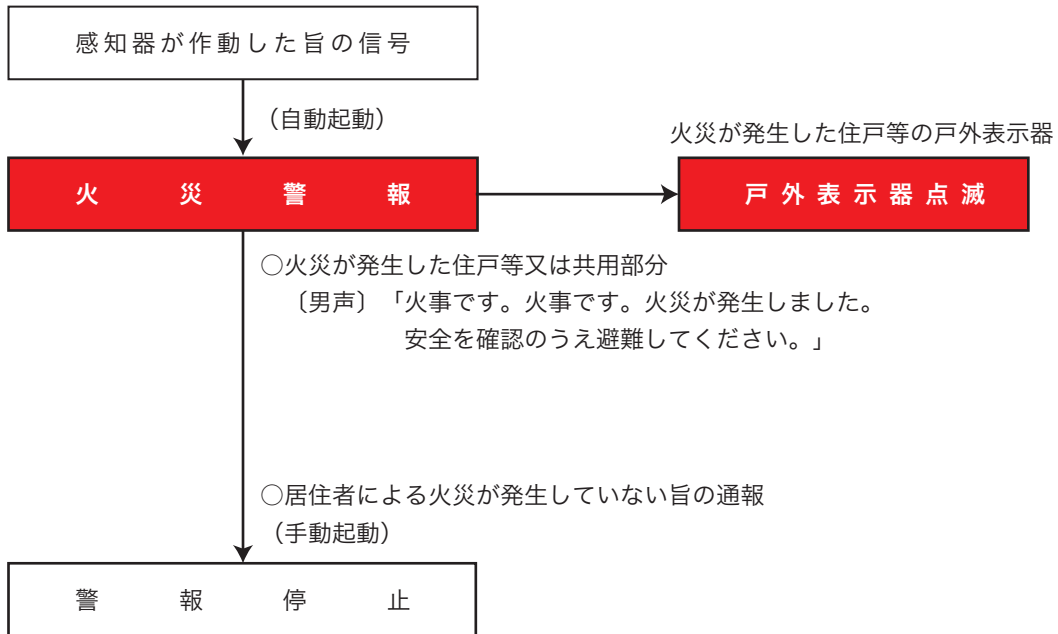 感知器が作動した旨の信号
（自動起動）
火災が発生した住戸等の戸外表示器
火災警報
戸外表示器点滅
○火災が発生した住戸等又は共用部分
〔男声〕「火事です。火事です。火災が発生しました。
安全を確認のうえ避難してください。」
○居住者による火災が発生していない旨の通報
（手動起動）
警報停止